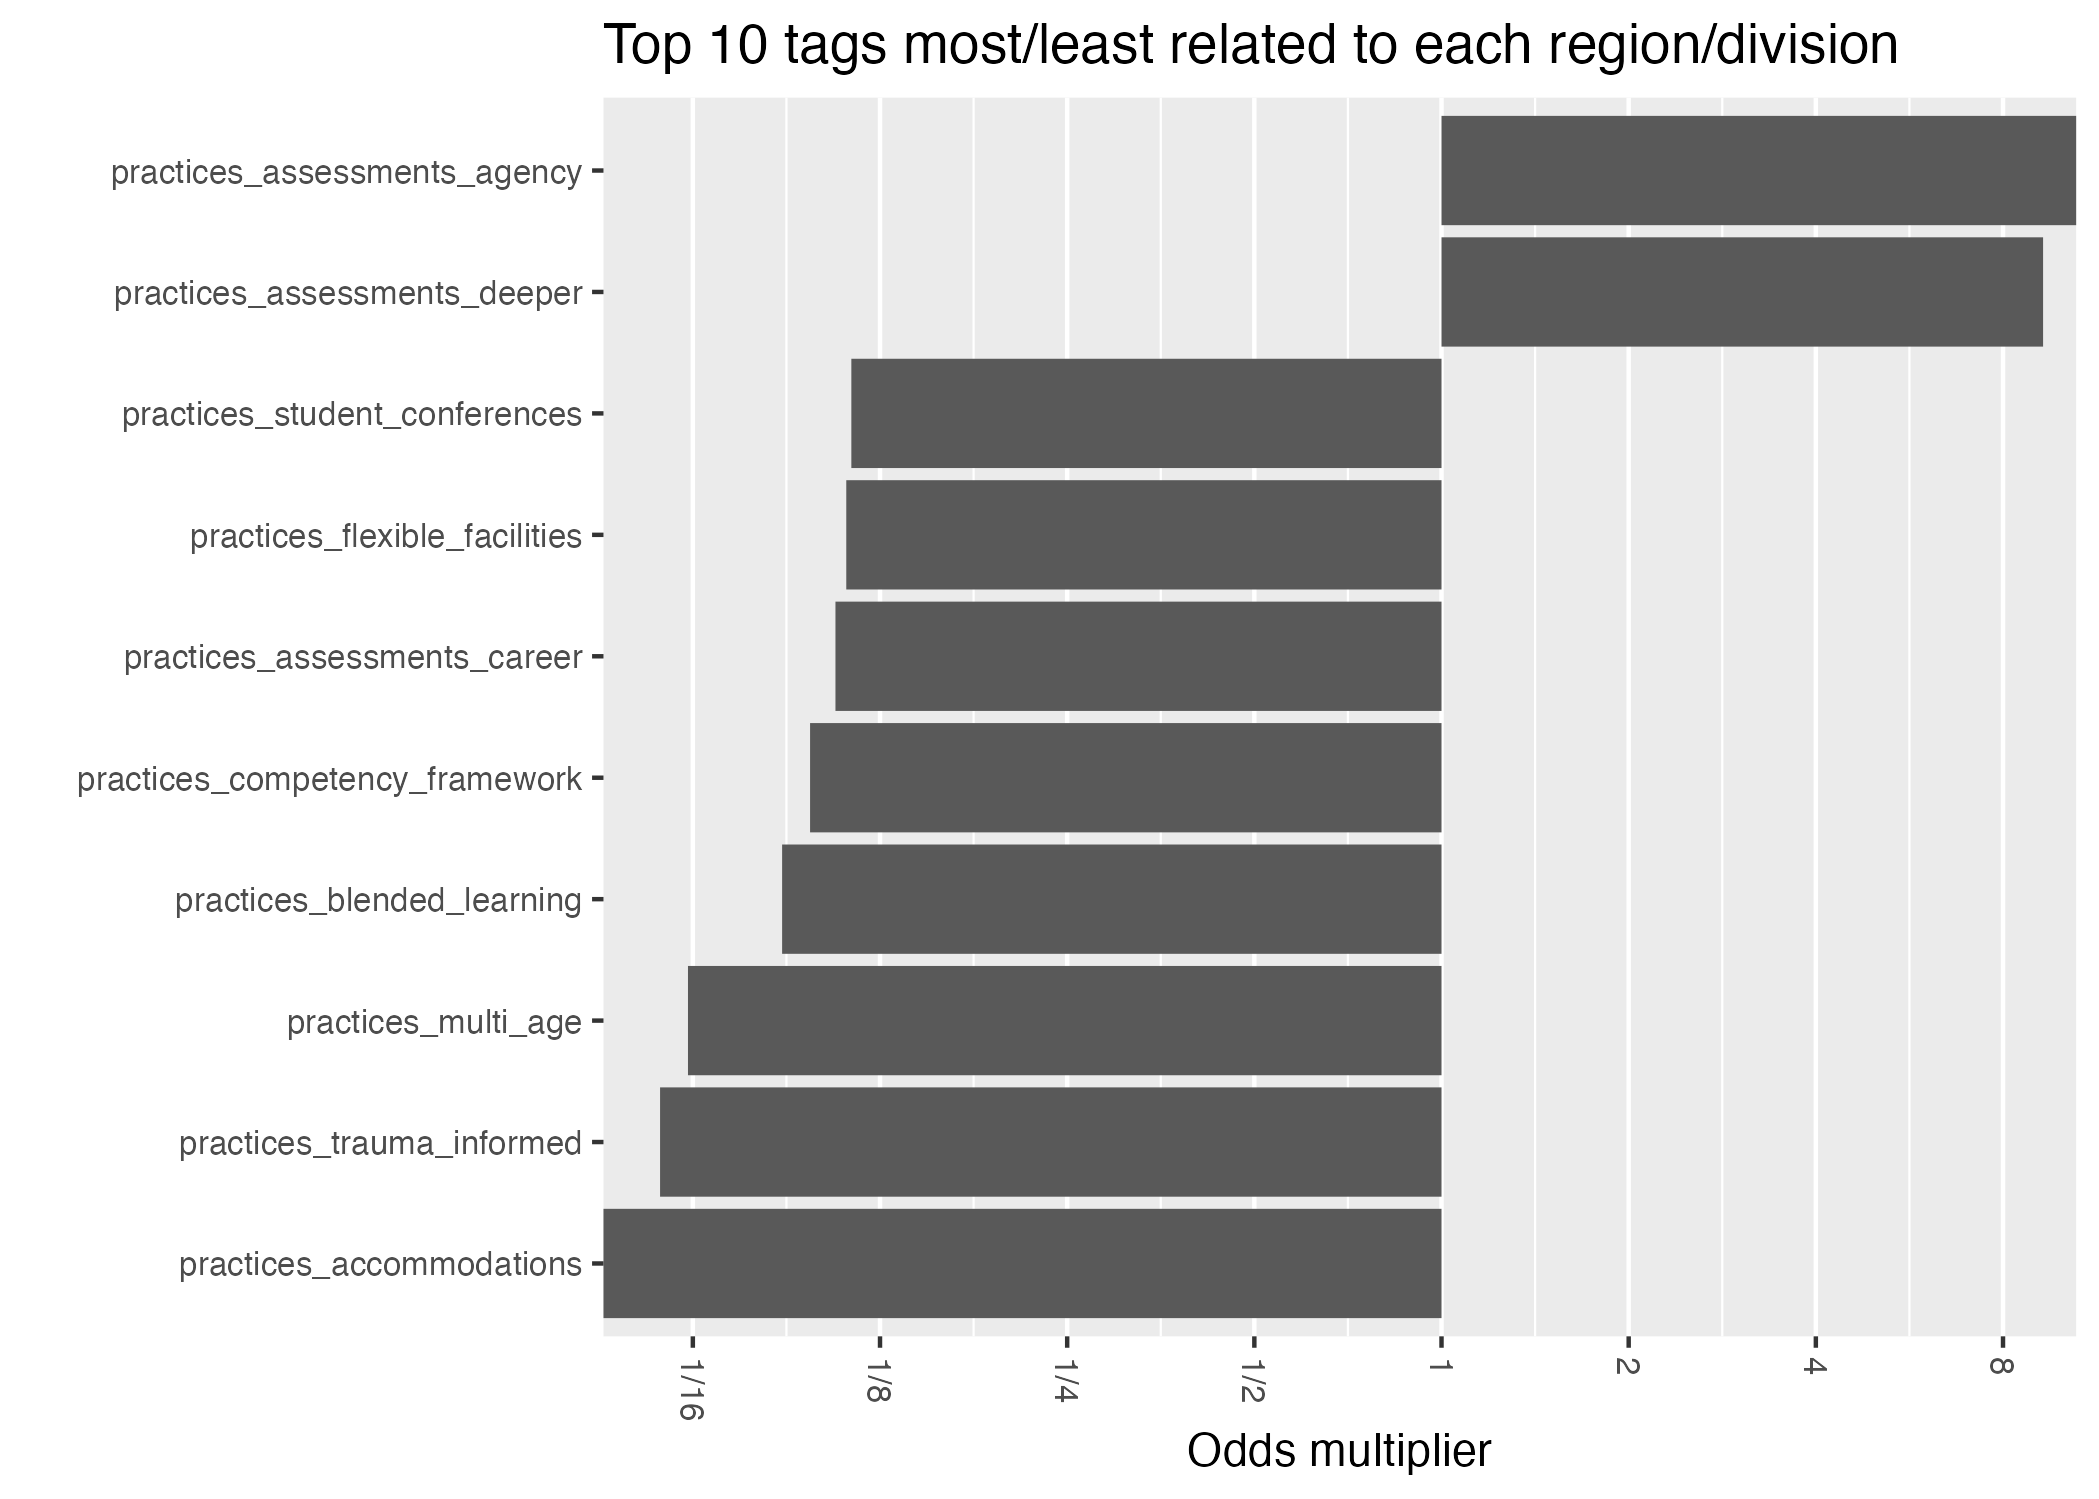 Top 10 tags most/least related to each region/division
practices_assessments_agency
practices_assessments_deeper
practices_student_conferences
practices_flexible_facilities
practices_assessments_career
practices_competency_framework
practices_blended_learning
practices_multi_age
practices_trauma_informed
practices_accommodations
1/16
1/8
1/4
1/2
1
2
4
8
Odds multiplier